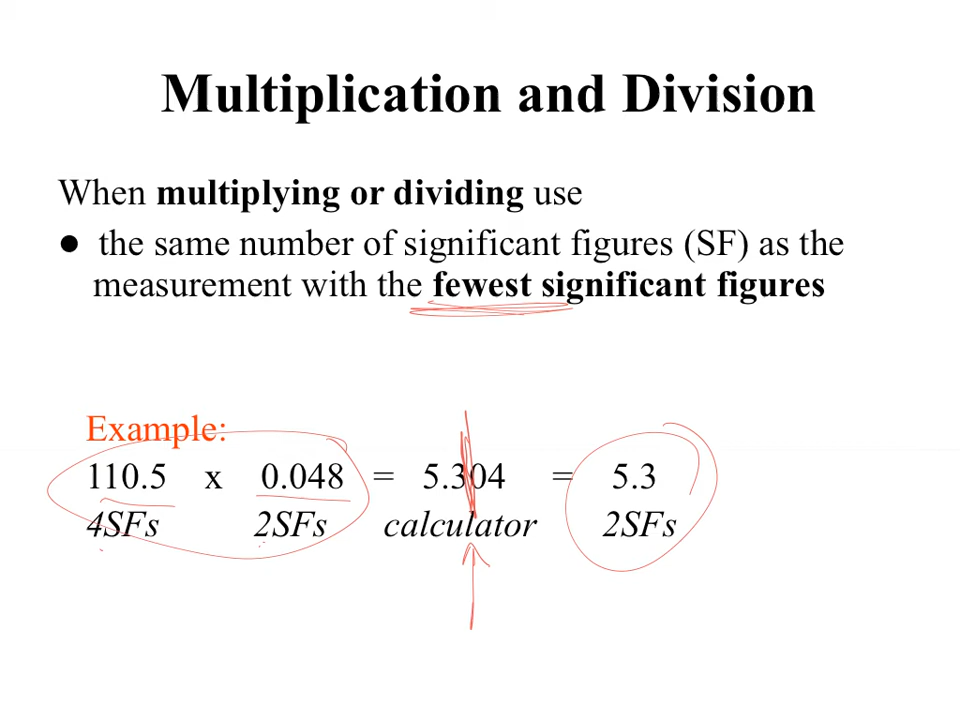 Multiplication and Division
When multiplying or dividing use
● the same number of significant figures (SF) as the
measurement with the fewest significant figures
Example:
110.5 x 0.048 = 5.304 = 5.3
4SFs 2SFs calculator 2SFs